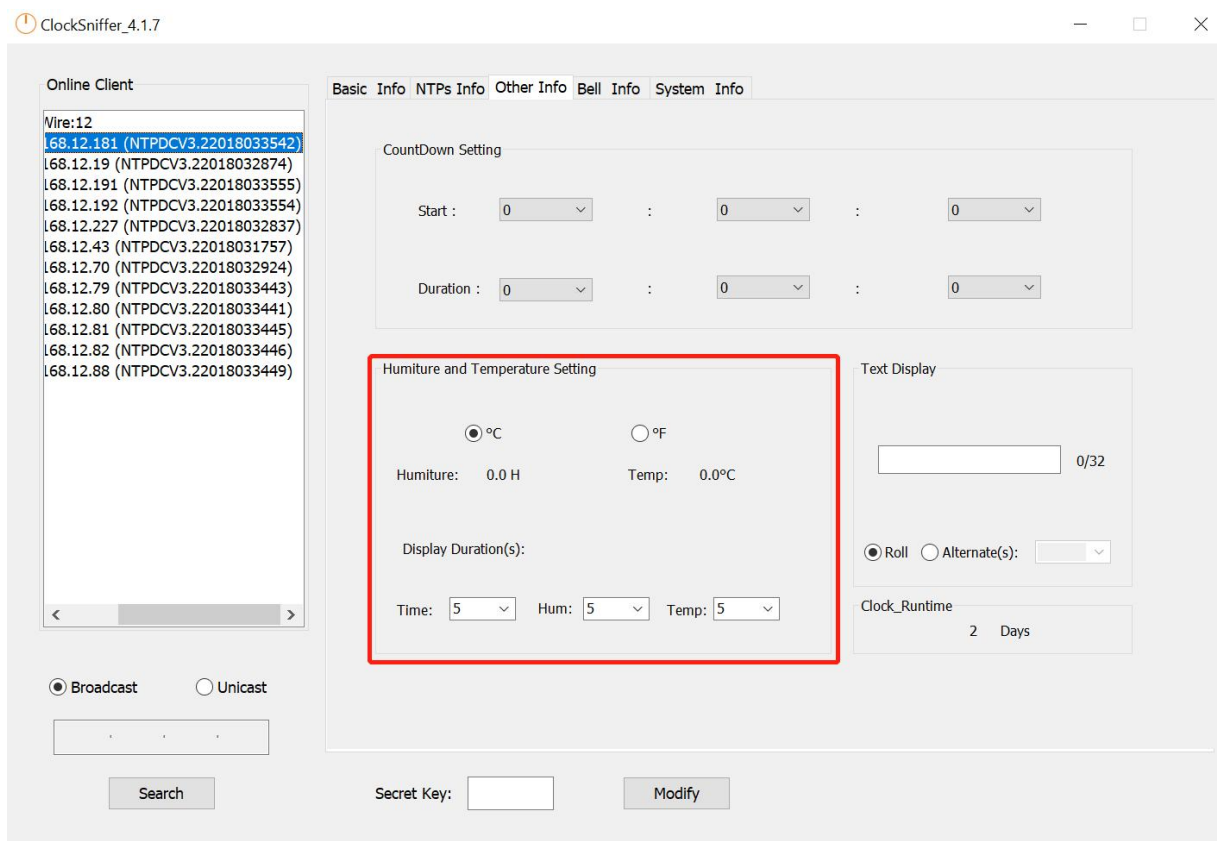 ClockSniffer_4.1.7
Online Client
Wire:12
168.12.181 (NTPDCV3.22018033542)
168.12.19 (NTPDCV3.22018032874)
168.12.191 (NTPDCV3.22018033555)
168.12.192 (NTPDCV3.22018033554)
168.12.227 (NTPDCV3.22018032837)
168.12.43 (NTPDCV3.22018031757)
168.12.70 (NTPDCV3.22018032924)
168.12.79 (NTPDCV3.22018033443)
168.12.80 (NTPDCV3.22018033441)
168.12.81 (NTPDCV3.22018033445)
168.12.82 (NTPDCV3.22018033446)
168.12.88 (NTPDCV3.22018033449)
Broadcast Unicast
. . .
Search
Basic Info NTPs Info Other Info Bell Info System Info
CountDown Setting
Start : 0 : 0 : 0
Duration : 0 : 0 : 0
Humiture and Temperature Setting
°C °F
Humiture: 0.0 H Temp: 0.0°C
Display Duration(s):
Time: 5 Hum: 5 Temp: 5
Text Display
0/32
Roll Alternate(s):
Clock_Runtime
2 Days
Secret Key: Modify